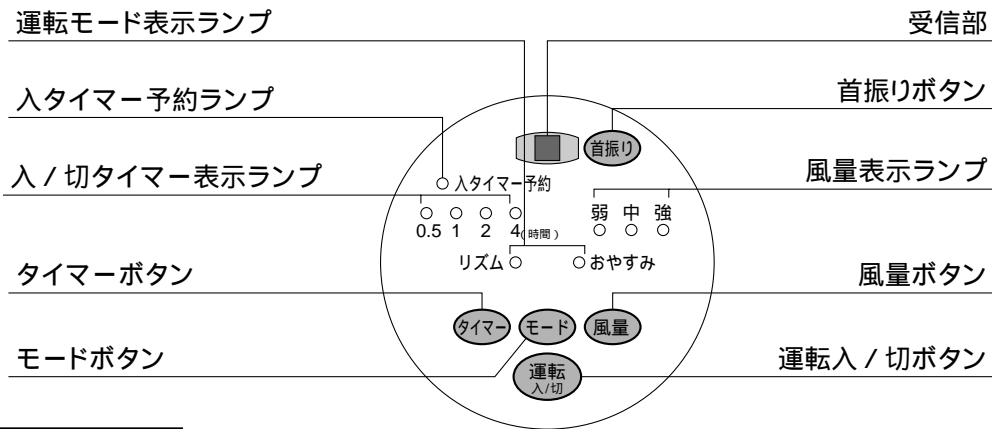 運転モード表示ランプ
受信部
入タイマー予約ランプ
首振りボタン
首振り
入 / 切タイマー表示ランプ
入タイマー予約
風量表示ランプ
弱 中 強
0.5 1 2 4(時間)
リズム おやすみ
タイマーボタン
風量ボタン
タイマー モード 風量
モードボタン
運転入 / 切ボタン
運転
入/切